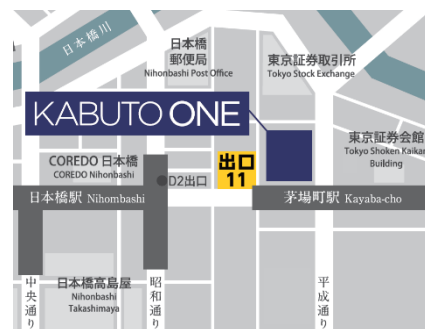 日本橋川
日本橋
郵便局
Nihonbashi Post Office
東京証券取引所
Tokyo Stock Exchange
KABUTO ONE
東京証券会館
Tokyo Shoken Kaikan
Building
COREDO 日本橋
COREDO Nihonbashi
出口
11
D2出口
日本橋駅 Nihombashi
茅場町駅 Kayaba-cho
日本橋高島屋
Nihonbashi
Takashimaya
中央通り
昭和通り
平成通り